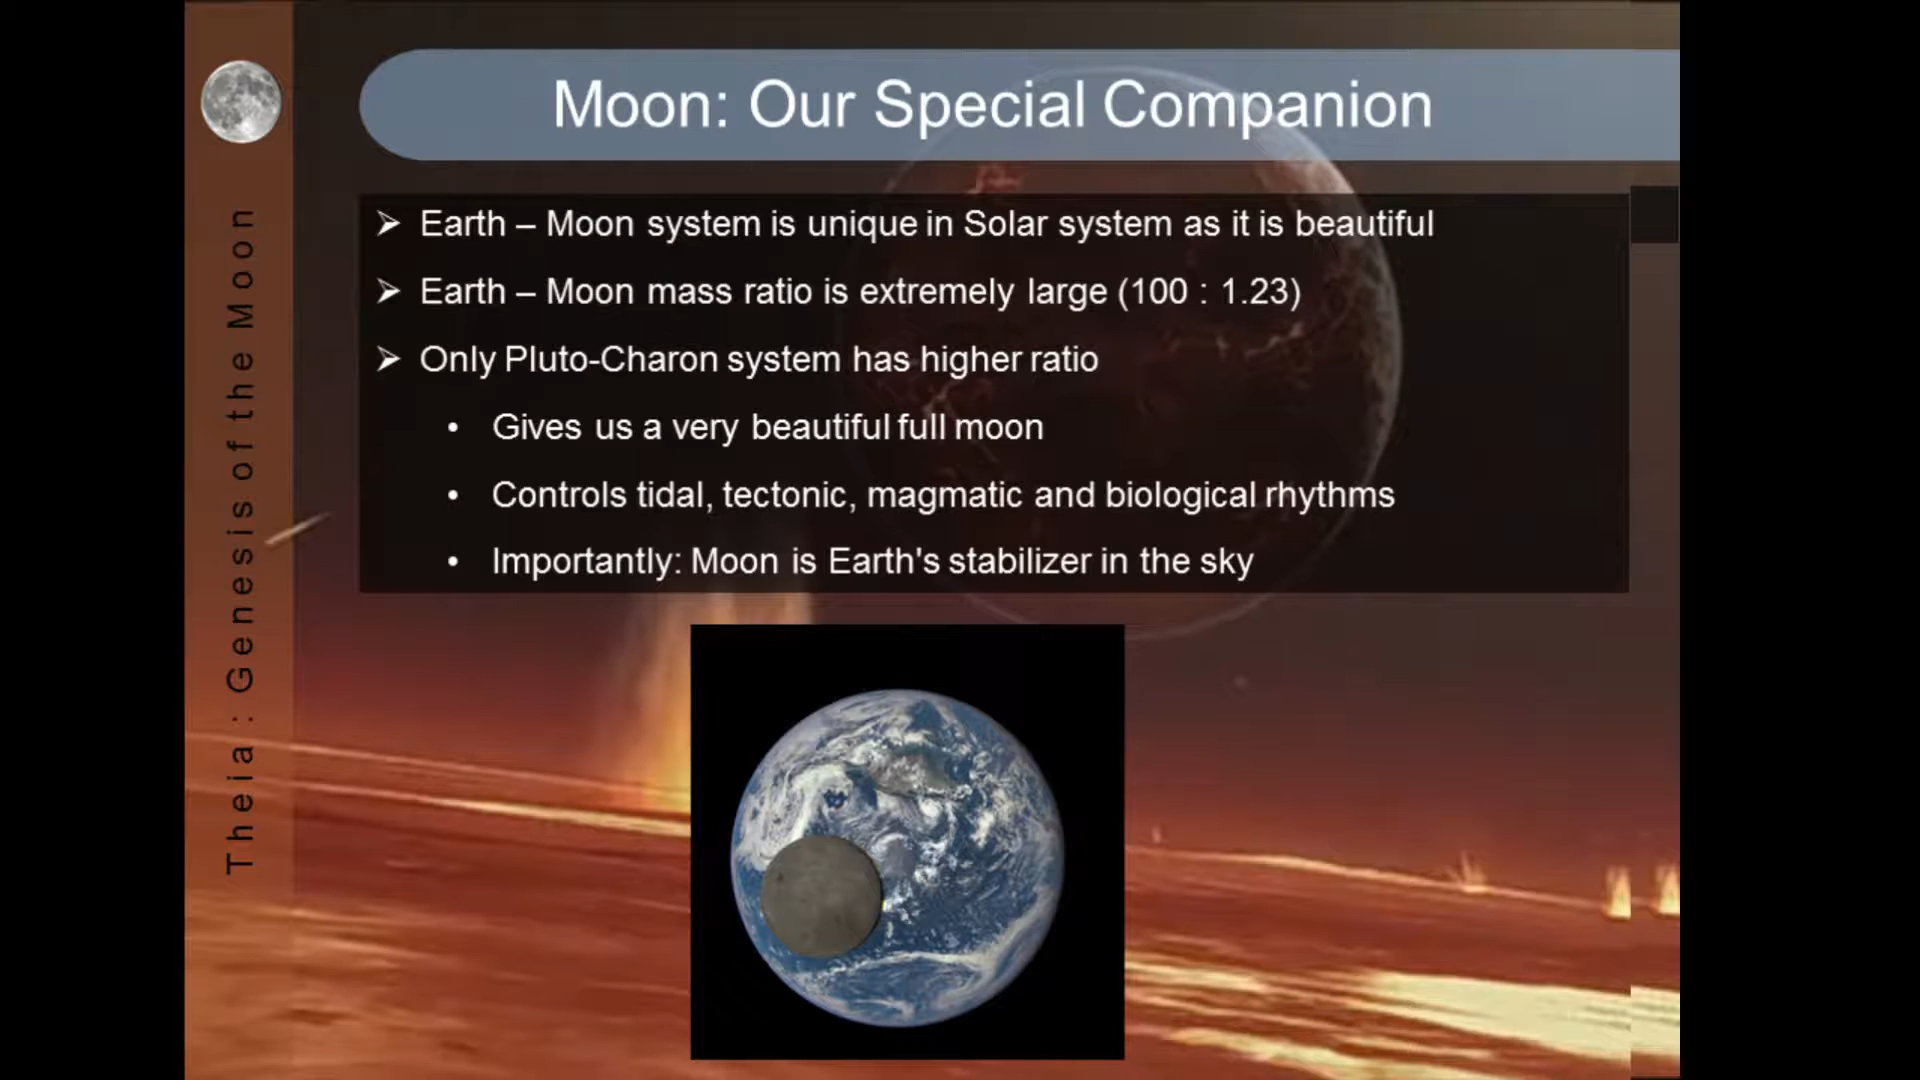 Moon: Our Special Companion
➢ Earth – Moon system is unique in Solar system as it is beautiful
➢ Earth – Moon mass ratio is extremely large (100 : 1.23)
➢ Only Pluto-Charon system has higher ratio
• Gives us a very beautiful full moon
• Controls tidal, tectonic, magmatic and biological rhythms
• Importantly: Moon is Earth's stabilizer in the sky
Theia : Genesis of the Moon